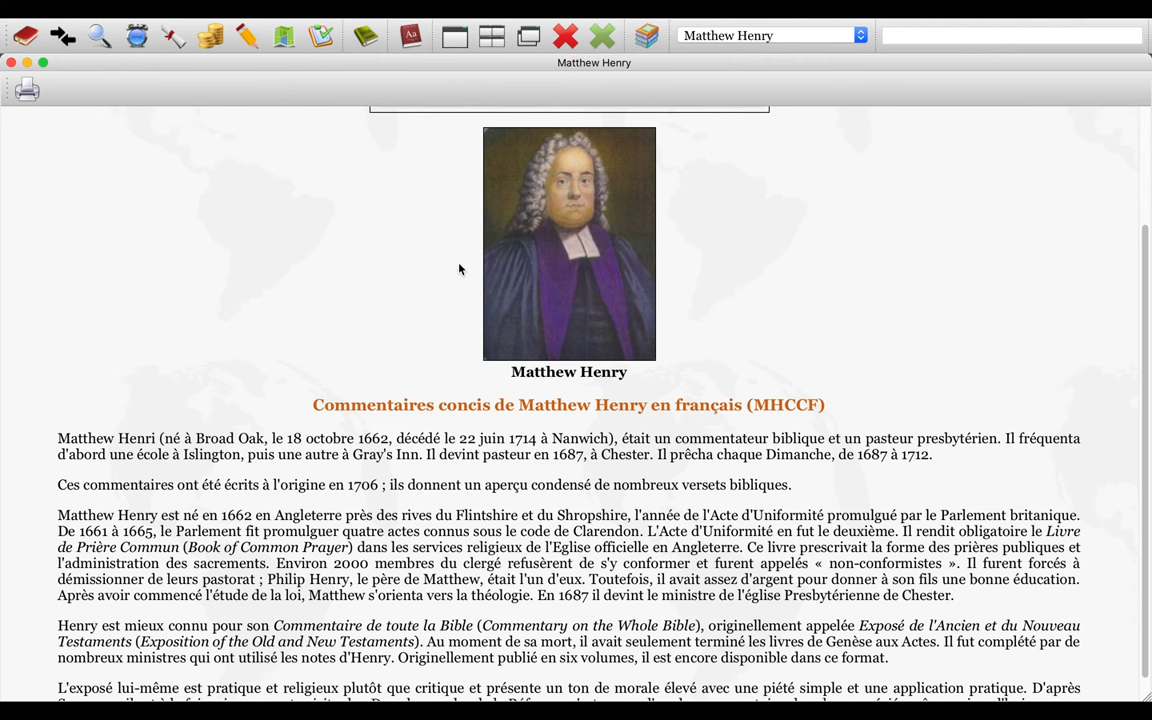 Aa
Matthew Henry
Matthew Henry
Matthew Henry
Commentaires concis de Matthew Henry en français (MHCCF)
Matthew Henri (né à Broad Oak, le 18 octobre 1662, décédé le 22 juin 1714 à Nanwich), était un commentateur biblique et un pasteur presbytérien. Il fréquenta
d'abord une école à Islington, puis une autre à Gray's Inn. Il devint pasteur en 1687, à Chester. Il prêcha chaque Dimanche, de 1687 à 1712.
Ces commentaires ont été écrits à l'origine en 1706 ; ils donnent un aperçu condensé de nombreux versets bibliques.
Matthew Henry est né en 1662 en Angleterre près des rives du Flintshire et du Shropshire, l'année de l'Acte d'Uniformité promulgué par le Parlement britanique.
De 1661 à 1665, le Parlement fit promulguer quatre actes connus sous le code de Clarendon. L'Acte d'Uniformité en fut le deuxième. Il rendit obligatoire le Livre
de Prière Commun (Book of Common Prayer) dans les services religieux de l'Eglise officielle en Angleterre. Ce livre prescrivait la forme des prières publiques et
l'administration des sacrements. Environ 2000 membres du clergé refusèrent de s'y conformer et furent appelés « non-conformistes ». Il furent forcés à
démissionner de leurs pastorat ; Philip Henry, le père de Matthew, était l'un d'eux. Toutefois, il avait assez d'argent pour donner à son fils une bonne éducation.
Après avoir commencé l'étude de la loi, Matthew s'orienta vers la théologie. En 1687 il devint le ministre de l'église Presbytérienne de Chester.
Henry est mieux connu pour son Commentaire de toute la Bible (Commentary on the Whole Bible), originellement appelée Exposé de l'Ancien et du Nouveau
Testaments (Exposition of the Old and New Testaments). Au moment de sa mort, il avait seulement terminé les livres de Genèse aux Actes. Il fut complété par de
nombreux ministres qui ont utilisé les notes d'Henry. Originellement publié en six volumes, il est encore disponible dans ce format.
L'exposé lui-même est pratique et religieux plutôt que critique et présente un ton de morale élevé avec une piété simple et une application pratique. D'après